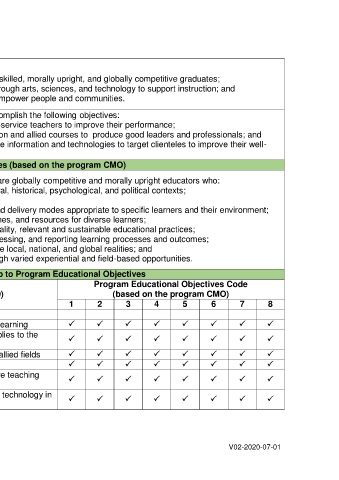 skilled, morally upright, and globally competitive graduates;
rough arts, sciences, and technology to support instruction; and
mpower people and communities.
omplish the following objectives:
-service teachers to improve their performance;
on and allied courses to produce good leaders and professionals; and
e information and technologies to target clienteles to improve their well-
es (based on the program CMO)
are globally competitive and morally upright educators who:
al, historical, psychological, and political contexts;
nd delivery modes appropriate to specific learners and their environment;
nes, and resources for diverse learners;
ality, relevant and sustainable educational practices;
essing, and reporting learning processes and outcomes;
e local, national, and global realities; and
gh varied experiential and field-based opportunities.
p to Program Educational Objectives
Program Educational Objectives Code
O) (based on the program CMO)
1 2 3 4 5 6 7 8
earning ✓ ✓ ✓ ✓ ✓ ✓ ✓ ✓
plies to the ✓ ✓ ✓ ✓ ✓ ✓ ✓ ✓
allied fields ✓ ✓ ✓ ✓ ✓ ✓ ✓ ✓
✓ ✓ ✓ ✓ ✓ ✓ ✓ ✓
ve teaching ✓ ✓ ✓ ✓ ✓ ✓ ✓ ✓
technology in ✓ ✓ ✓ ✓ ✓ ✓ ✓ ✓
V02-2020-07-01